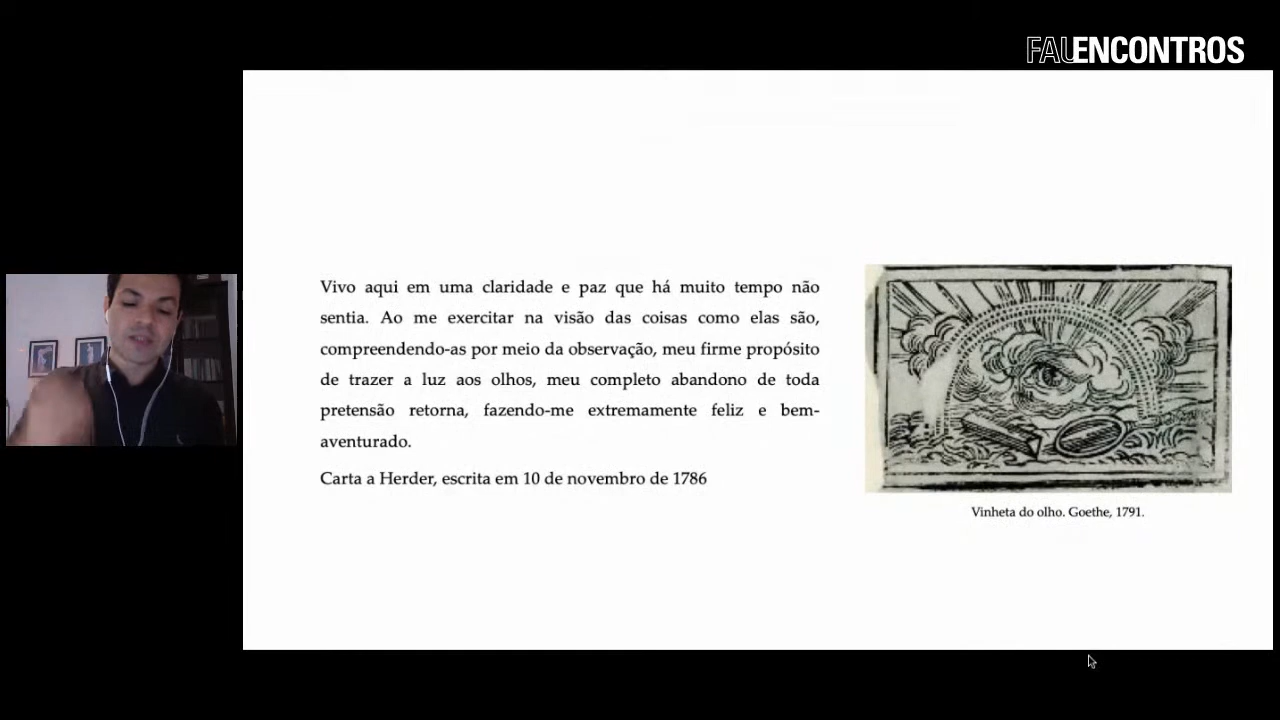 FALENCONTROS
Vivo aqui em uma claridade e paz que há muito tempo não
sentia. Ao me exercitar na visão das coisas como elas são,
compreendendo-as por meio da observação, meu firme propósito
de trazer a luz aos olhos, meu completo abandono de toda
pretensão retorna, fazendo-me extremamente feliz e bem-
aventurado.
Carta a Herder, escrita em 10 de novembro de 1786
Vinheta do olho. Goethe, 1791.